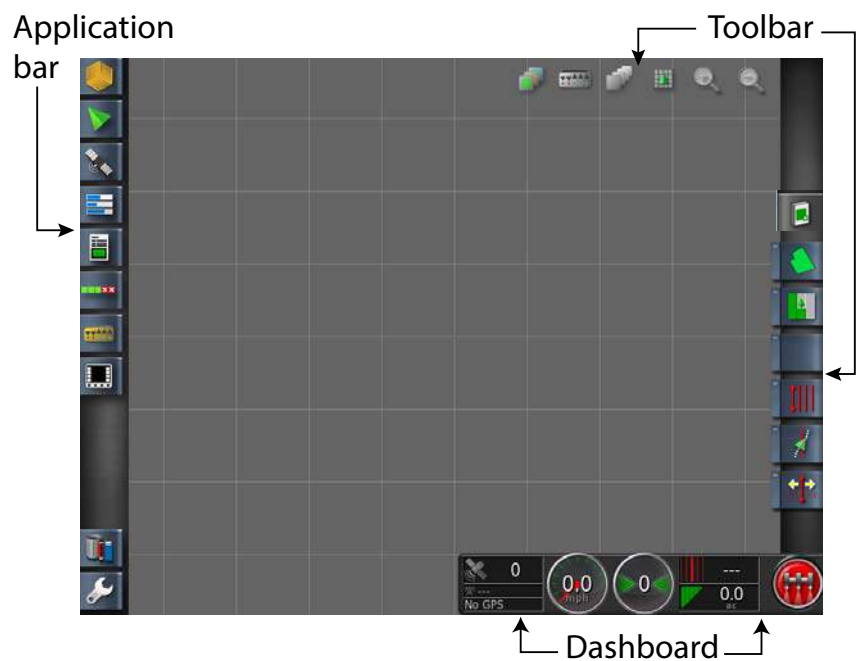 Application
bar
Toolbar
0
---
No GPS
0.0
mph
0
---
0.0
ac
Dashboard